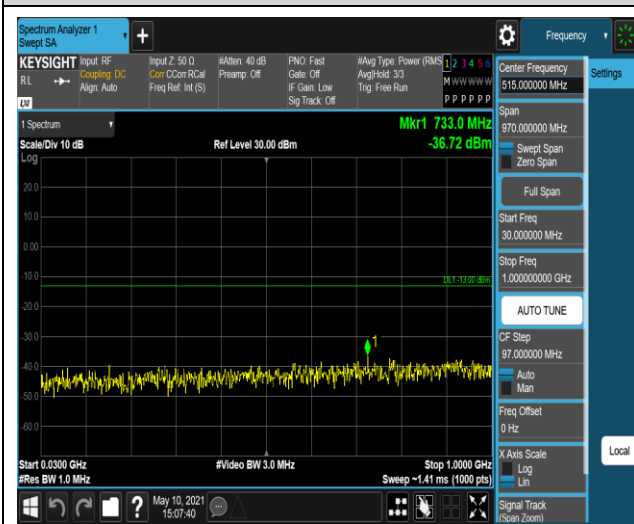 Spectrum Analyzer 1
Swept SA
+
Frequency
KEYSIGHT
RL
LXI
Input: RF
Coupling: DC
Align: Auto
Input Z: 50 Ω
Corr CCorr RCal
Freq Ref: Int (S)
#Atten: 40 dB
Preamp: Off
PNO: Fast
Gate: Off
IF Gain: Low
Sig Track: Off
#Avg Type: Power (RMS
Avg|Hold: 3/3
Trig: Free Run
1 2 3 4 5 6
M W W W W W
P P P P P P
1 Spectrum
Scale/Div 10 dB
Ref Level 30.00 dBm
Mkr1 733.0 MHz
-36.72 dBm
Log
20.0
10.0
0.00
-10.0
-20.0
-30.0
-40.0
-50.0
-60.0
DL1 -13.00 dBm
1
Start 0.0300 GHz
#Res BW 1.0 MHz
#Video BW 3.0 MHz
Stop 1.0000 GHz
Sweep ~1.41 ms (1000 pts)
May 10, 2021
15:07:40
?
Center Frequency
515.000000 MHz
Span
970.000000 MHz
Swept Span
Zero Span
Full Span
Start Freq
30.000000 MHz
Stop Freq
1.000000000 GHz
AUTO TUNE
CF Step
97.000000 MHz
Auto
Man
Freq Offset
0 Hz
X Axis Scale
Log
Lin
Signal Track
(Span Zoom)
Settings
Local